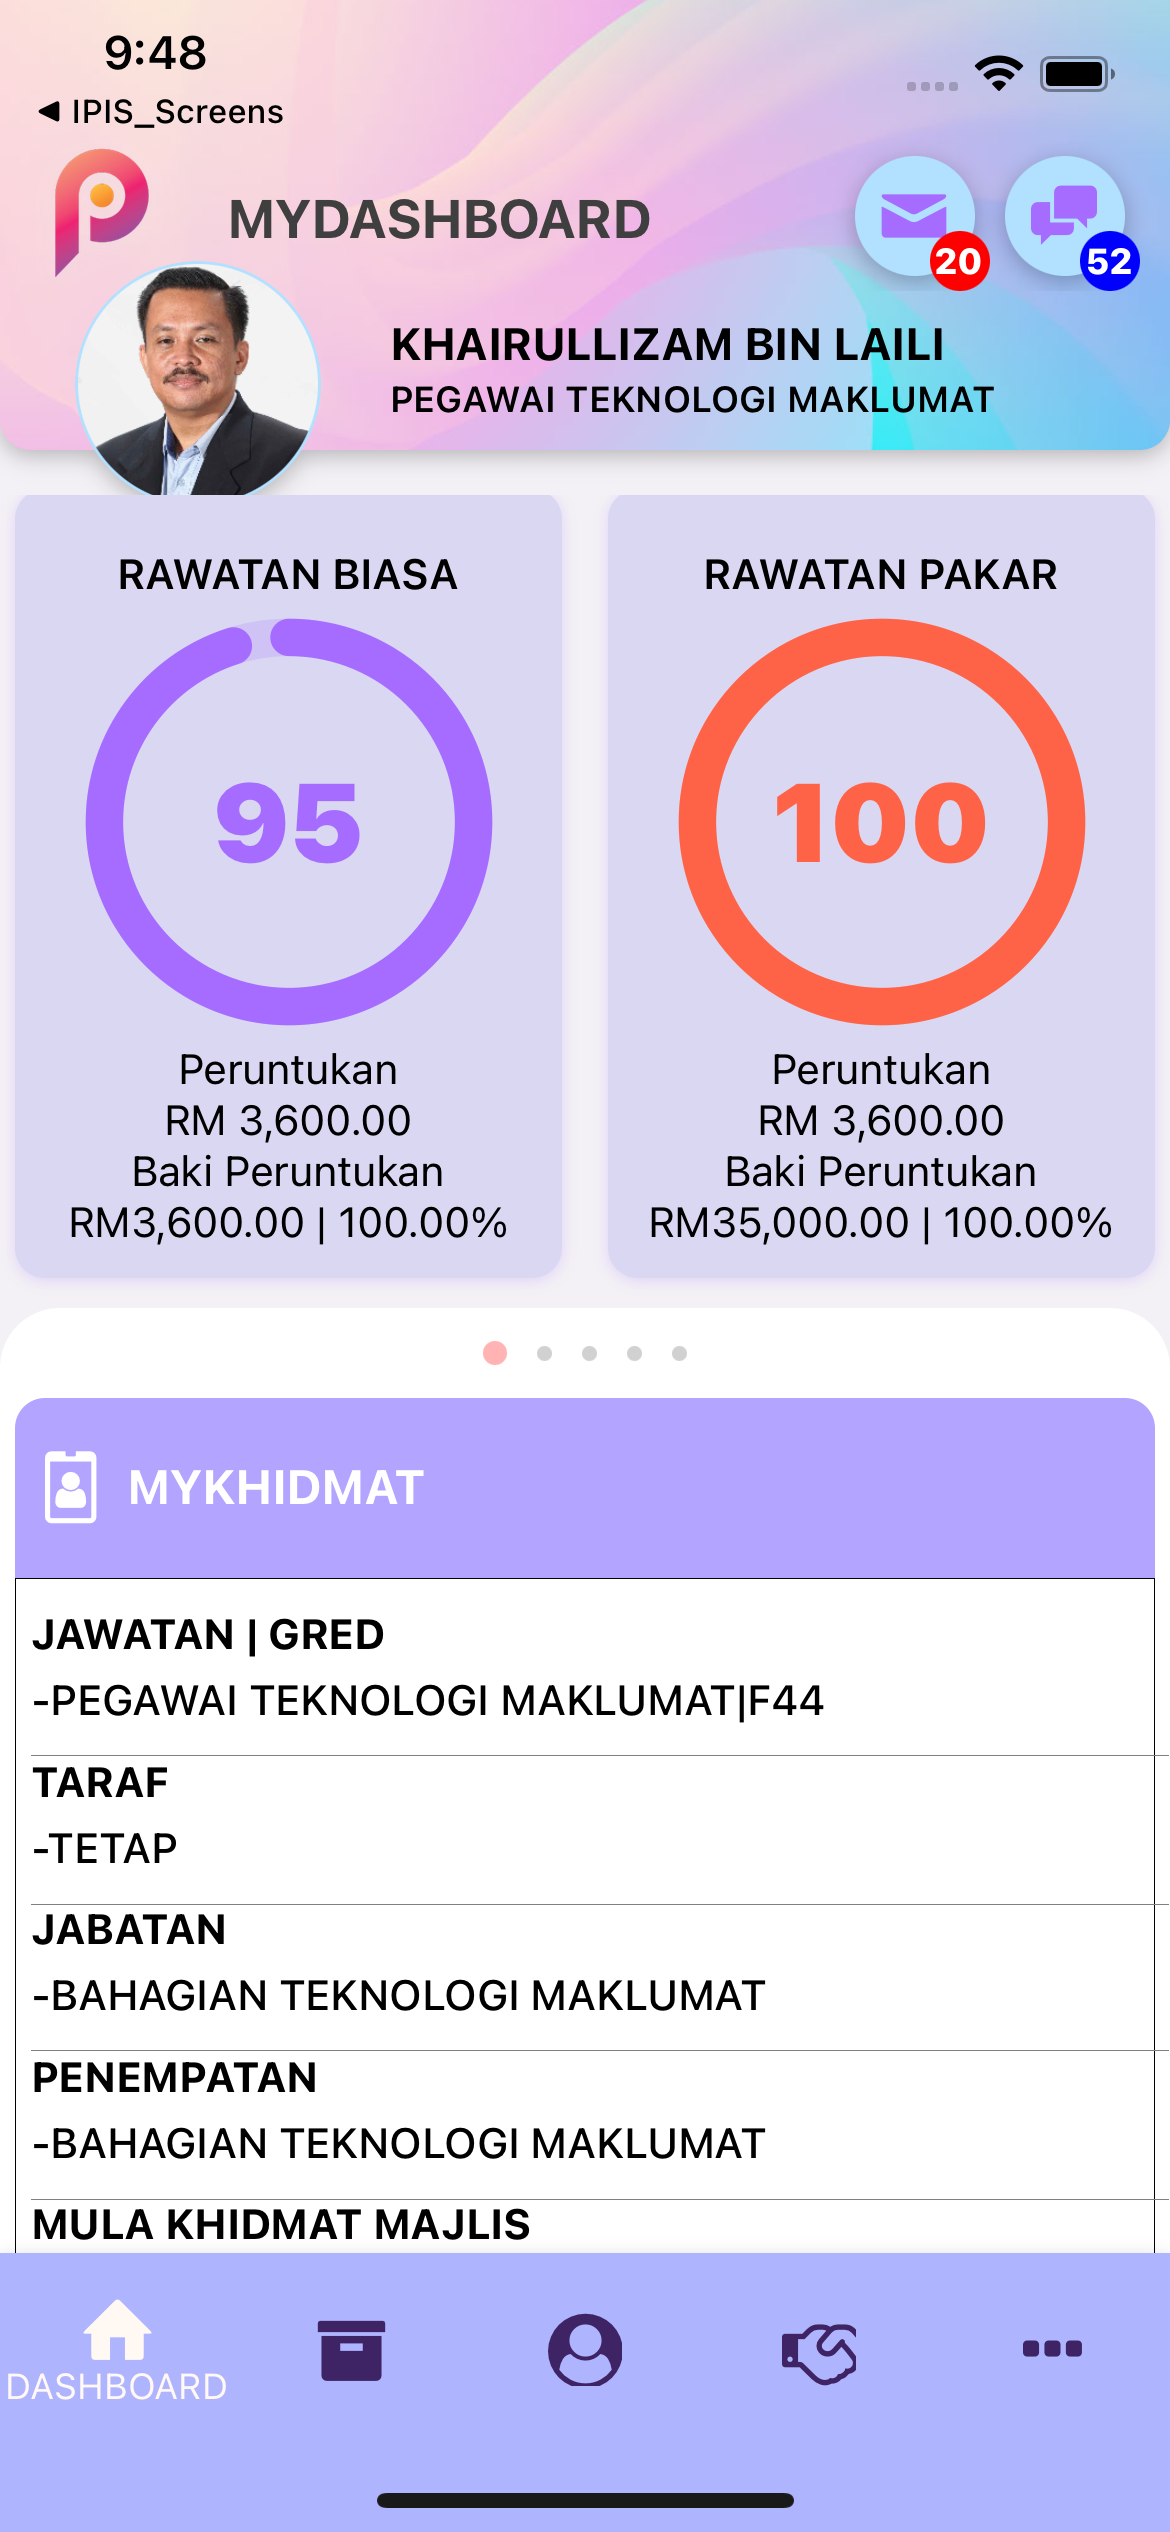 9:48
◀ IPIS_Screens
MYDASHBOARD
20
52
KHAIRULLIZAM BIN LAILI
PEGAWAI TEKNOLOGI MAKLUMAT
RAWATAN BIASA
95
Peruntukan
RM 3,600.00
Baki Peruntukan
RM3,600.00 | 100.00%
RAWATAN PAKAR
100
Peruntukan
RM 3,600.00
Baki Peruntukan
RM35,000.00 | 100.00%
MYKHIDMAT
JAWATAN | GRED
-PEGAWAI TEKNOLOGI MAKLUMAT|F44
TARAF
-TETAP
JABATAN
-BAHAGIAN TEKNOLOGI MAKLUMAT
PENEMPATAN
-BAHAGIAN TEKNOLOGI MAKLUMAT
MULA KHIDMAT MAJLIS
DASHBOARD